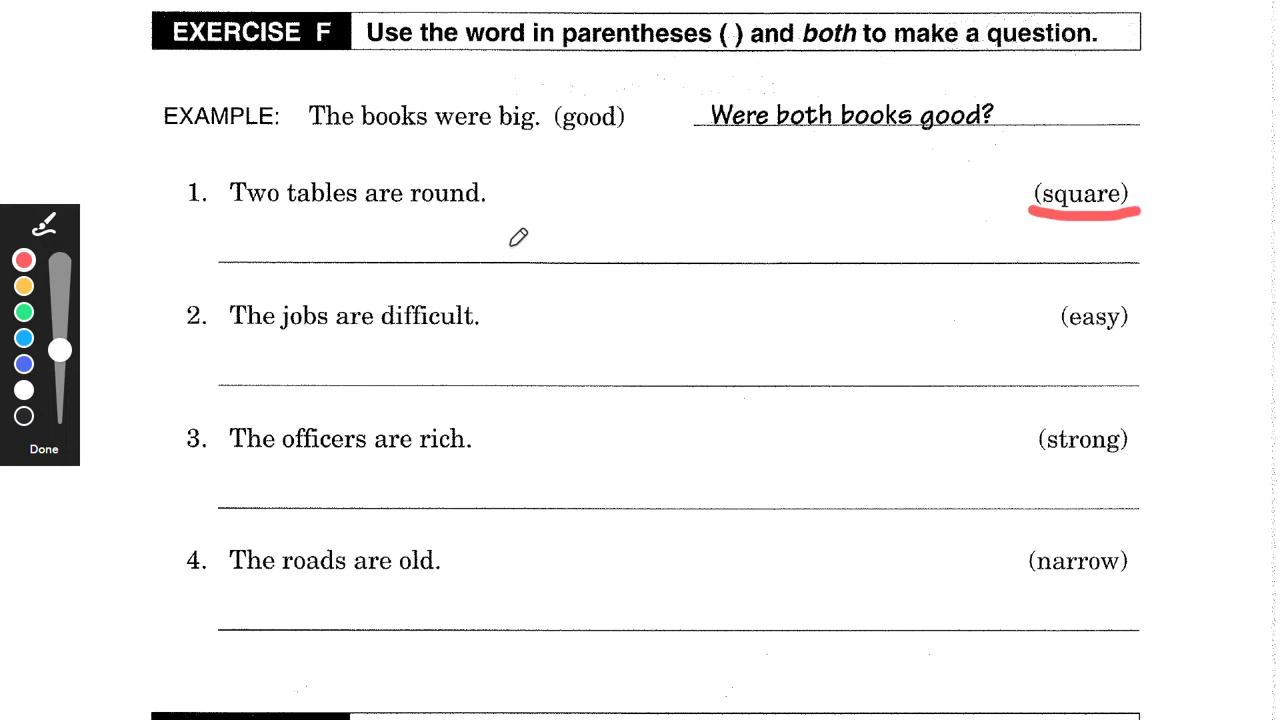 EXERCISE F Use the word in parentheses ( ) and both to make a question.
EXAMPLE: The books were big. (good) Were both books good?
1. Two tables are round. (square)
2. The jobs are difficult. (easy)
3. The officers are rich. (strong)
4. The roads are old. (narrow)
Done